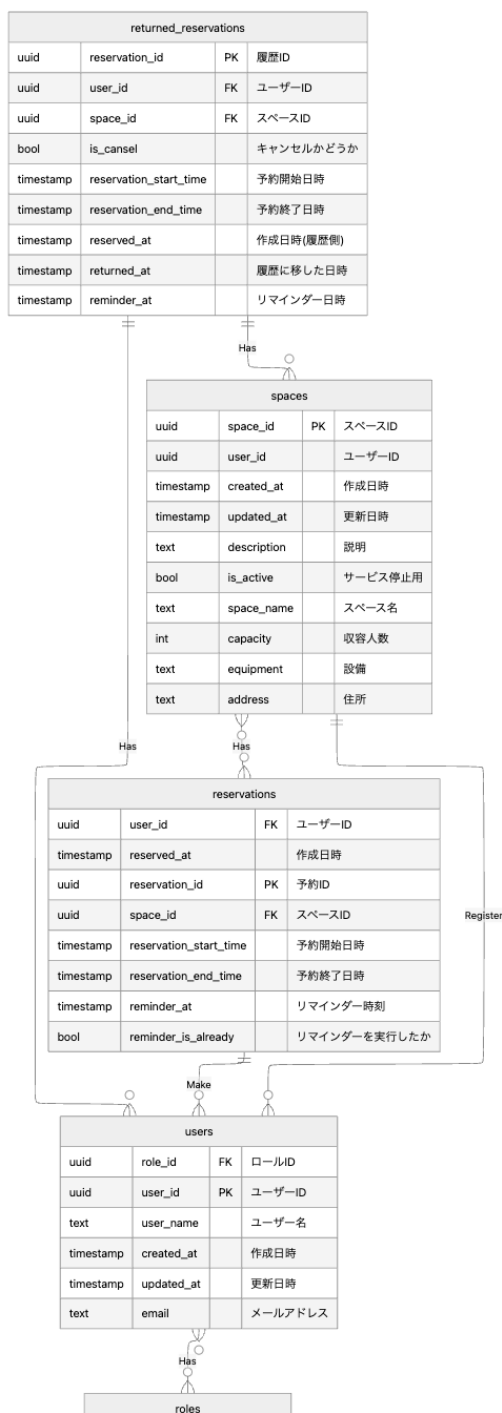 returned_reservations
uuid reservation_id PK 履歴ID
uuid user_id FK ユーザーID
uuid space_id FK スペースID
bool is_cansel キャンセルかどうか
timestamp reservation_start_time 予約開始日時
timestamp reservation_end_time 予約終了日時
timestamp reserved_at 作成日時(履歴側)
timestamp returned_at 履歴に移した日時
timestamp reminder_at リマインダー日時
Has
spaces
uuid space_id PK スペースID
uuid user_id ユーザーID
timestamp created_at 作成日時
timestamp updated_at 更新日時
text description 説明
bool is_active サービス停止用
text space_name スペース名
int capacity 収容人数
text equipment 設備
text address 住所
Has
Has
reservations
uuid user_id FK ユーザーID
timestamp reserved_at 作成日時
uuid reservation_id PK 予約ID
uuid space_id FK スペースID
Register
timestamp reservation_start_time 予約開始日時
timestamp reservation_end_time 予約終了日時
timestamp reminder_at リマインダー時刻
bool reminder_is_already リマインダーを実行したか
Make
users
uuid role_id FK ロールID
uuid user_id PK ユーザーID
text user_name ユーザー名
timestamp created_at 作成日時
timestamp updated_at 更新日時
text email メールアドレス
Has
roles